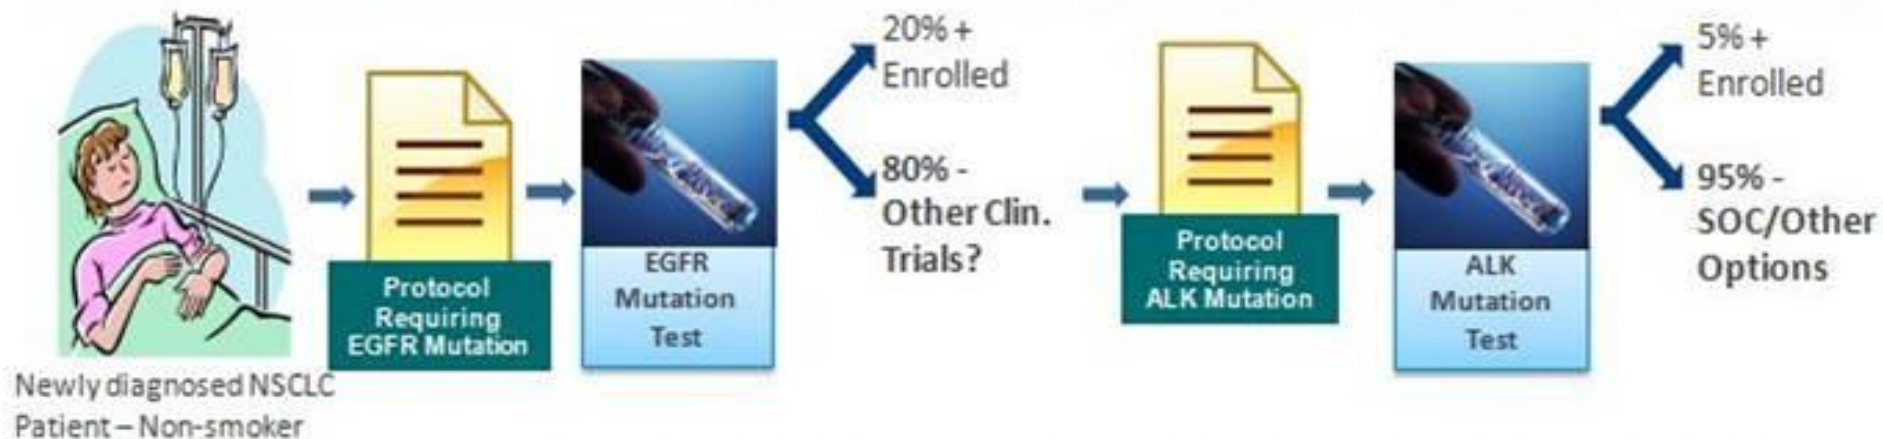 Newly diagnosed NSCLC
Patient – Non-smoker
Protocol
Requiring
EGFR Mutation
EGFR
Mutation
Test
20% +
Enrolled
80% -
Other Clin.
Trials?
Protocol
Requiring
ALK Mutation
ALK
Mutation
Test
5% +
Enrolled
95% -
SOC/Other
Options